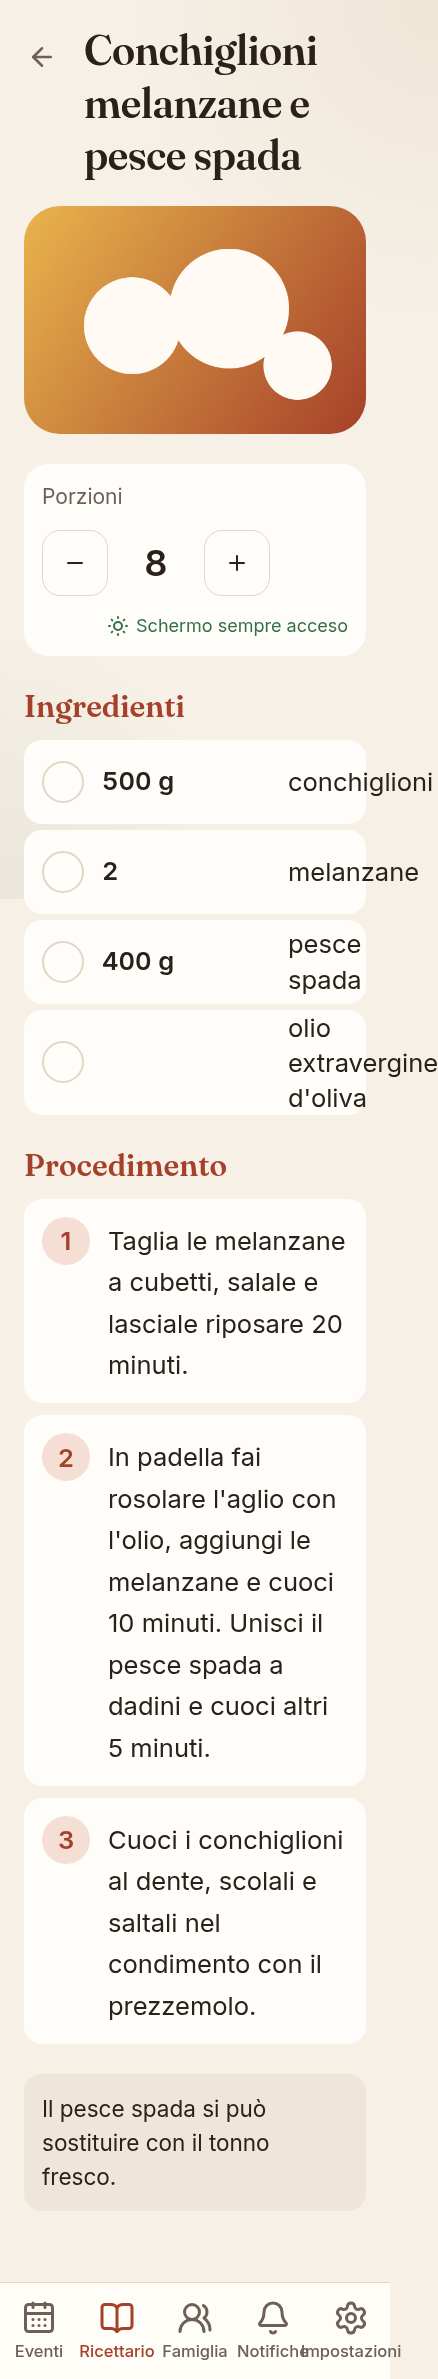 Conchiglioni
melanzane e
pesce spada
Porzioni
− 8 +
Schermo sempre acceso
Ingredienti
500 g conchiglioni
2 melanzane
400 g pesce
spada
olio
extravergine
d'oliva
Procedimento
1 Taglia le melanzane
a cubetti, salale e
lasciale riposare 20
minuti.
2 In padella fai
rosolare l'aglio con
l'olio, aggiungi le
melanzane e cuoci
10 minuti. Unisci il
pesce spada a
dadini e cuoci altri
5 minuti.
3 Cuoci i conchiglioni
al dente, scolali e
saltali nel
condimento con il
prezzemolo.
Il pesce spada si può
sostituire con il tonno
fresco.
Eventi Ricettario Famiglia Notifiche Impostazioni